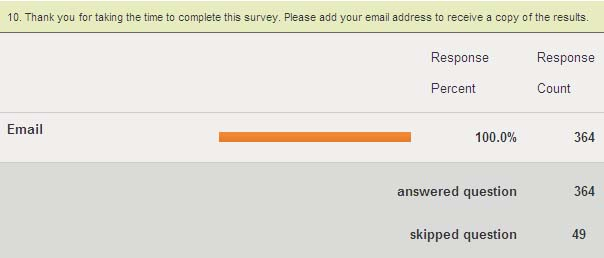 10. Thank you for taking the time to complete this survey. Please add your email address to receive a copy of the results.
Response Response
Percent Count
Email 100.0% 364
answered question 364
skipped question 49